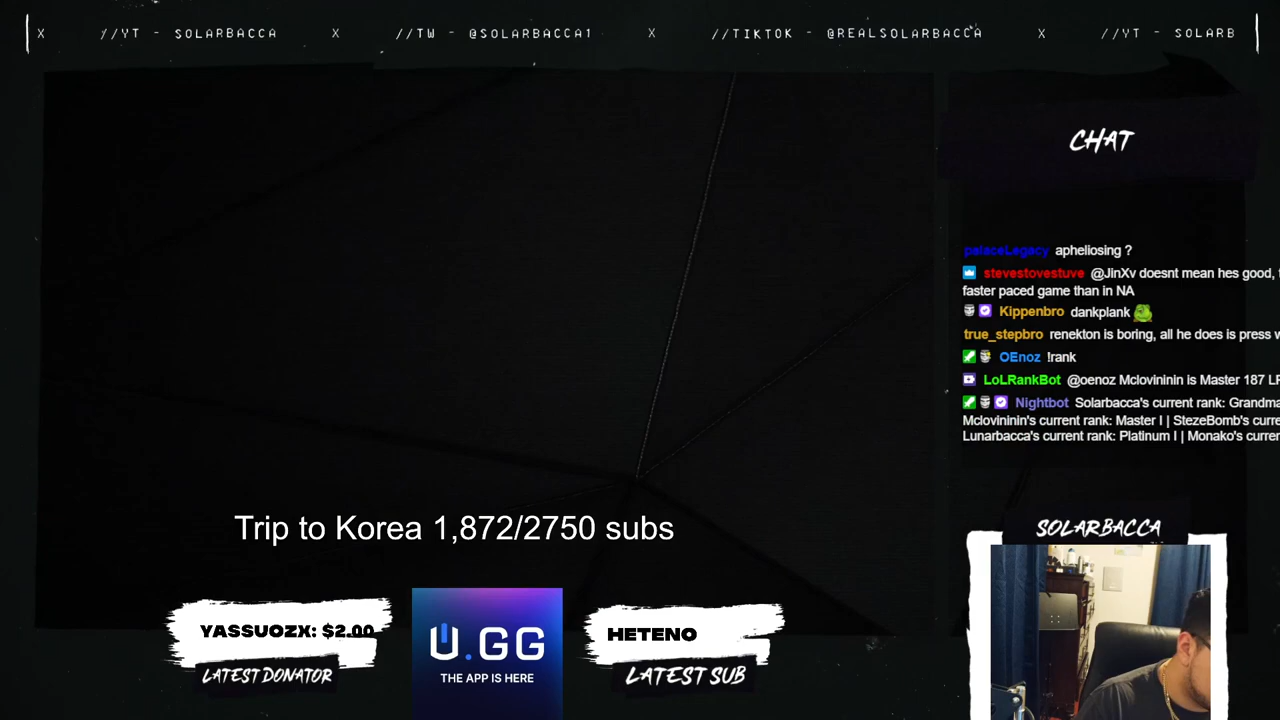 X //YT - SOLARBACCA X //TW - @SOLARBACCA1 X //TIKTOK - @REALSOLARBACCA X //YT - SOLARB
CHAT
palaceLegacy apheliosing ?
stevestovestuve @JinXv doesnt mean hes good,
faster paced game than in NA
Kippenbro dankplank
true_stepbro renekton is boring, all he does is press
OEnoz !rank
LoLRankBot @oenoz Mclovininin is Master 187 LP
Nightbot Solarbacca's current rank: Grandma
Mclovininin's current rank: Master I | StezeBomb's curre
Lunarbacca's current rank: Platinum I | Monako's curren
Trip to Korea 1,872/2750 subs
SOLARBACCA
YASSUOZX: $2.00
LATEST DONATOR
U.GG
THE APP IS HERE
HETENO
LATEST SUB